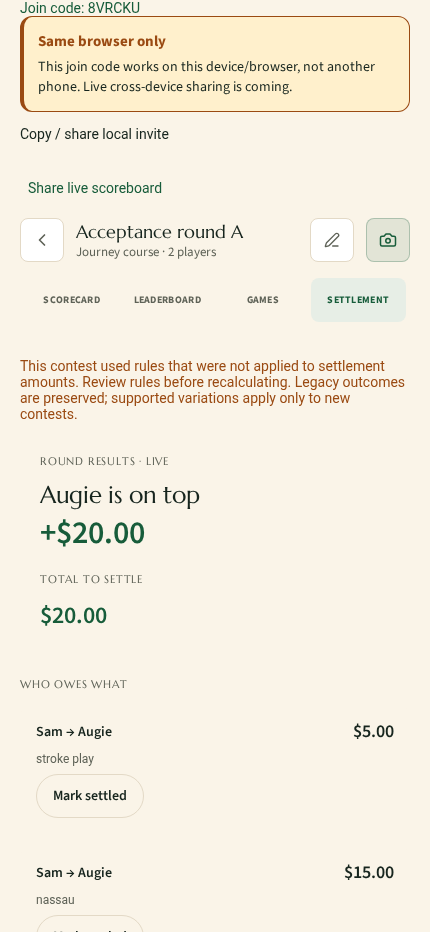 Join code: 8VRCKU
Same browser only
This join code works on this device/browser, not another
phone. Live cross-device sharing is coming.
Copy / share local invite
Share live scoreboard
Acceptance round A
Journey course · 2 players
SCORECARD
LEADERBOARD
GAMES
SETTLEMENT
This contest used rules that were not applied to settlement
amounts. Review rules before recalculating. Legacy outcomes
are preserved; supported variations apply only to new
contests.
ROUND RESULTS · LIVE
Augie is on top
+$20.00
TOTAL TO SETTLE
$20.00
WHO OWES WHAT
Sam → Augie
$5.00
stroke play
Mark settled
Sam → Augie
$15.00
nassau